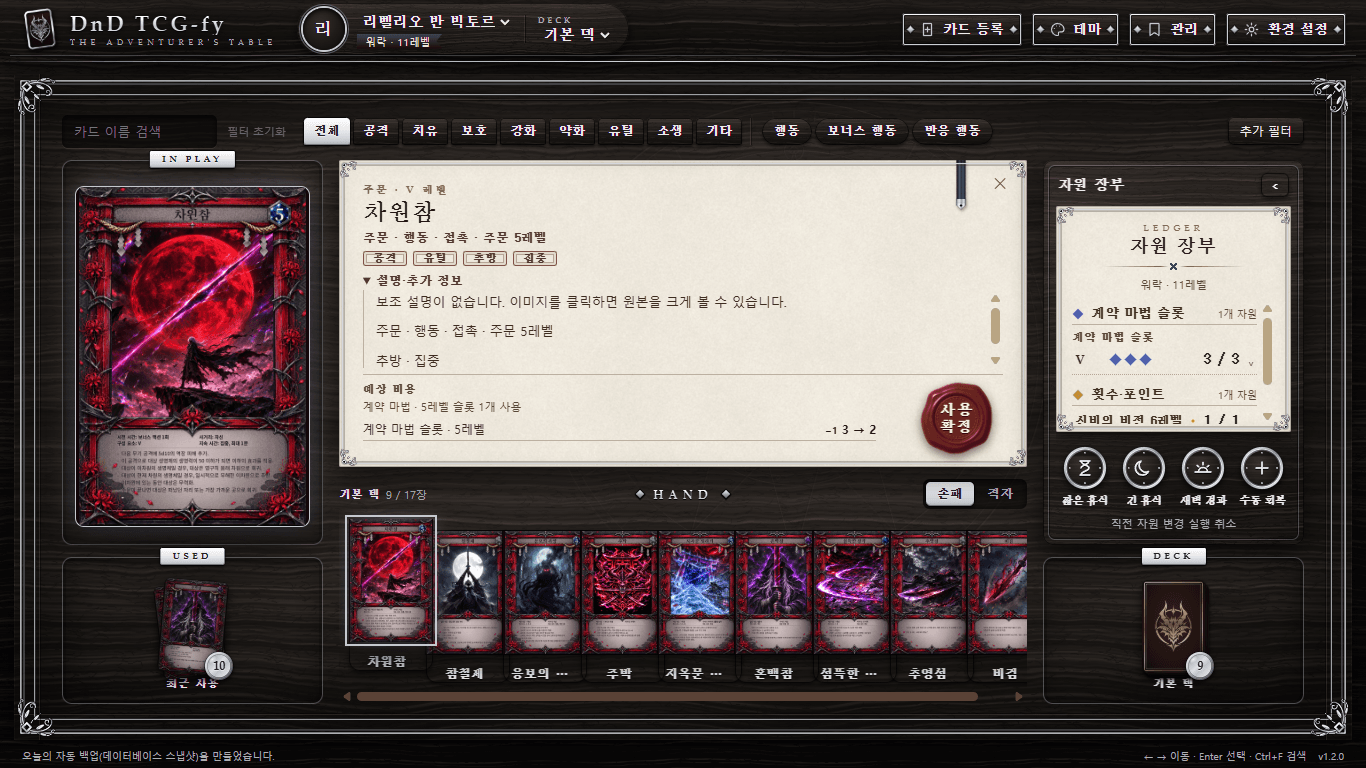 DnD TCG-fy
THE ADVENTURER'S TABLE
리
리벨리오 반 빅토르
워락 · 11레벨
DECK
기본 덱
카드 등록
테마
관리
환경 설정
카드 이름 검색
필터 초기화
전체
공격
치유
보호
강화
약화
유틸
소생
기타
행동
보너스 행동
반응 행동
추가 필터
IN PLAY
차원참
5
주문 · V 레벨
차원참
주문 · 행동 · 접촉 · 주문 5레벨
공격
유틸
추방
집중
설명·추가 정보
보조 설명이 없습니다. 이미지를 클릭하면 원본을 크게 볼 수 있습니다.
주문 · 행동 · 접촉 · 주문 5레벨
추방 · 집중
예상 비용
계약 마법 · 5레벨 슬롯 1개 사용
계약 마법 슬롯 · 5레벨
-1 3 → 2
사용
확정
자원 장부
<
LEDGER
자원 장부
워락 · 11레벨
계약 마법 슬롯
1개 자원
계약 마법 슬롯
V
3 / 3
v
횟수·포인트
1개 자원
신비의 비전 6레벨
1 / 1
짧은 휴식
긴 휴식
새벽 경과
수동 회복
직전 자원 변경 실행 취소
기본 덱 9 / 17장
HAND
손패
격자
차원참
참철제
응보의 ···
주박
지옥문 ···
혼백참
섬뜩한 ···
추영섬
비검
USED
10
최근 사용
DECK
9
기본 덱
오늘의 자동 백업(데이터베이스 스냅샷)을 만들었습니다.
← → 이동 · Enter 선택 · Ctrl+F 검색
v1.2.0